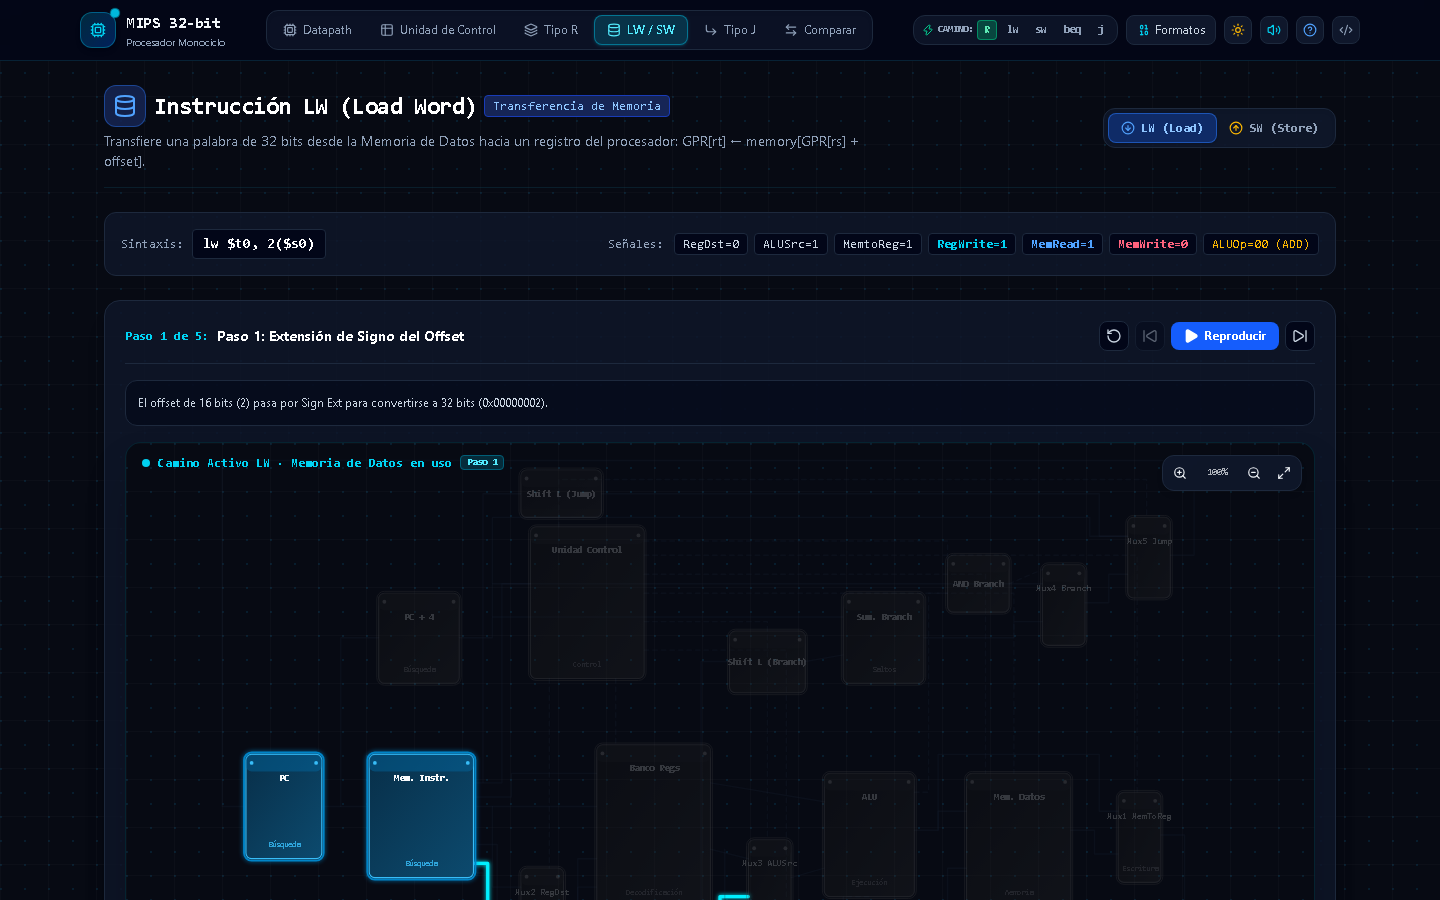 MIPS 32-bit
Procesador Monociclo
Datapath
Unidad de Control
Tipo R
LW / SW
Tipo J
Comparar
CAMINO: R lw sw beq j
Formatos
Instrucción LW (Load Word)
Transferencia de Memoria
Transfiere una palabra de 32 bits desde la Memoria de Datos hacia un registro del procesador: GPR[rt] ← memory[GPR[rs] +
offset].
LW (Load)
SW (Store)
Sintaxis: lw $t0, 2($s0)
Señales: RegDst=0 ALUSrc=1 MemtoReg=1 RegWrite=1 MemRead=1 MemWrite=0 ALUOp=00 (ADD)
Paso 1 de 5: Paso 1: Extensión de Signo del Offset
Reproducir
El offset de 16 bits (2) pasa por Sign Ext para convertirse a 32 bits (0x00000002).
Camino Activo LW · Memoria de Datos en uso Paso 1
100%
Shift L (Jump)
Unidad Control
Control
Mux5 Jump
AND Branch
Mux4 Branch
PC + 4
Búsqueda
Sum. Branch
Saltos
Shift L (Branch)
PC
Búsqueda
Mem. Instr.
Búsqueda
Banco Regs
Decodificación
ALU
Ejecución
Mem. Datos
Memoria
Mux1 MemToReg
Escritura
Mux3 ALUSrc
Mux2 RegDst